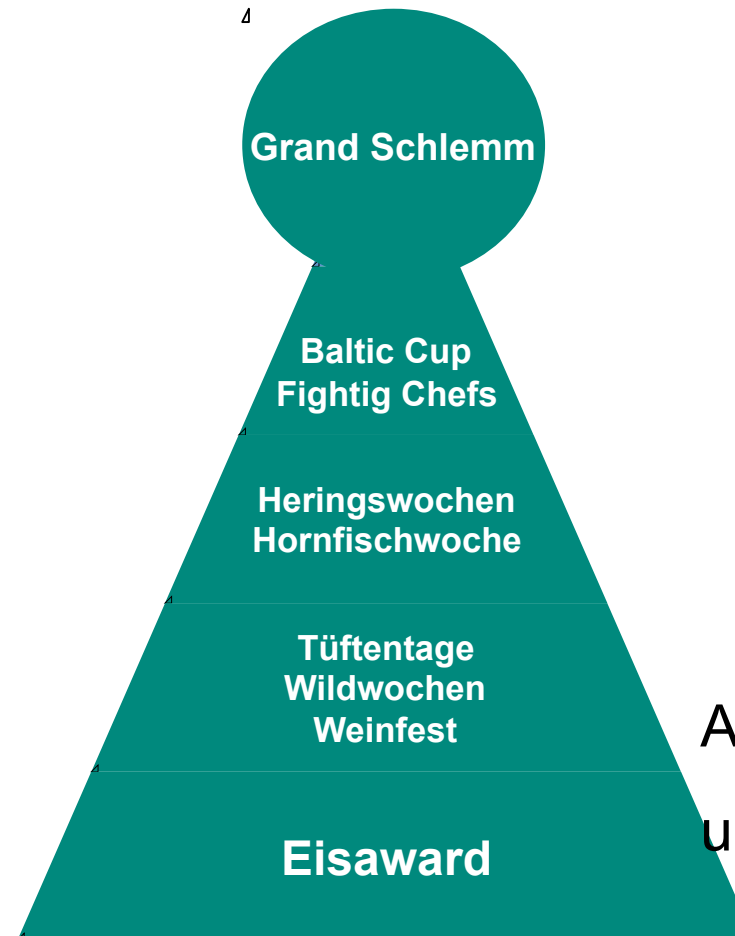 Grand Schlemm
Baltic Cup
Fightig Chefs
Heringswochen
Hornfischwoche
Tüftentage
Wildwochen
Weinfest
A
Eisaward
u